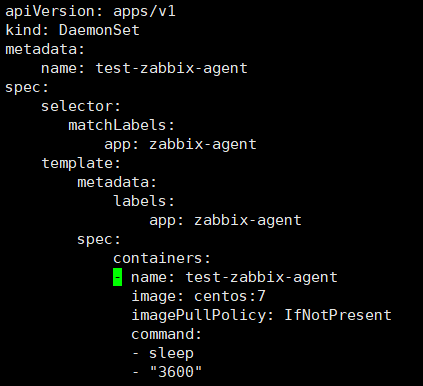 apiVersion: apps/v1
kind: DaemonSet
metadata:
    name: test-zabbix-agent
spec:
    selector:
       matchLabels:
           app: zabbix-agent
    template:
        metadata:
            labels:
                app: zabbix-agent
        spec:
            containers:
            - name: test-zabbix-agent
              image: centos:7
              imagePullPolicy: IfNotPresent
              command:
              - sleep
              - "3600"